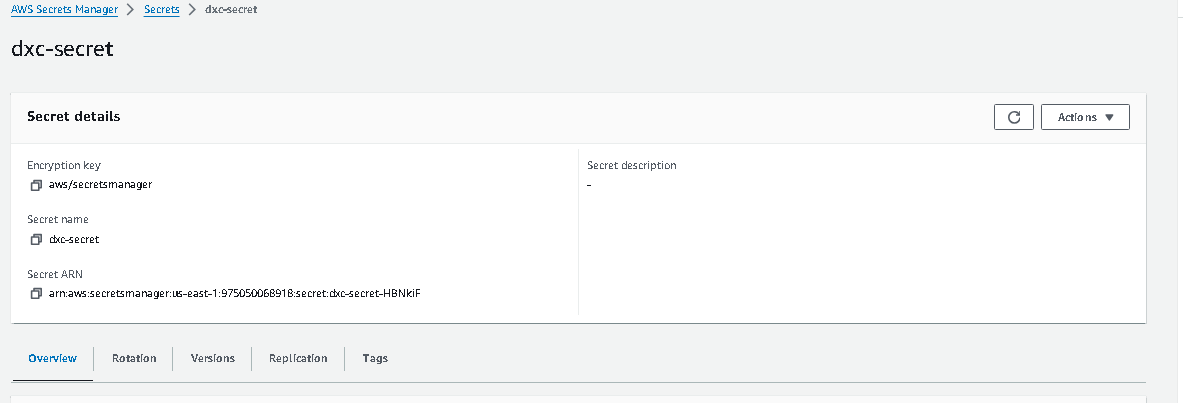 AWS Secrets Manager > Secrets > dxc-secret
dxc-secret
Secret details
Actions
Encryption key
aws/secretsmanager
Secret description
-
Secret name
dxc-secret
Secret ARN
arn:aws:secretsmanager:us-east-1:975050068918:secret:dxc-secret-HBNkiF
Overview
Rotation
Versions
Replication
Tags